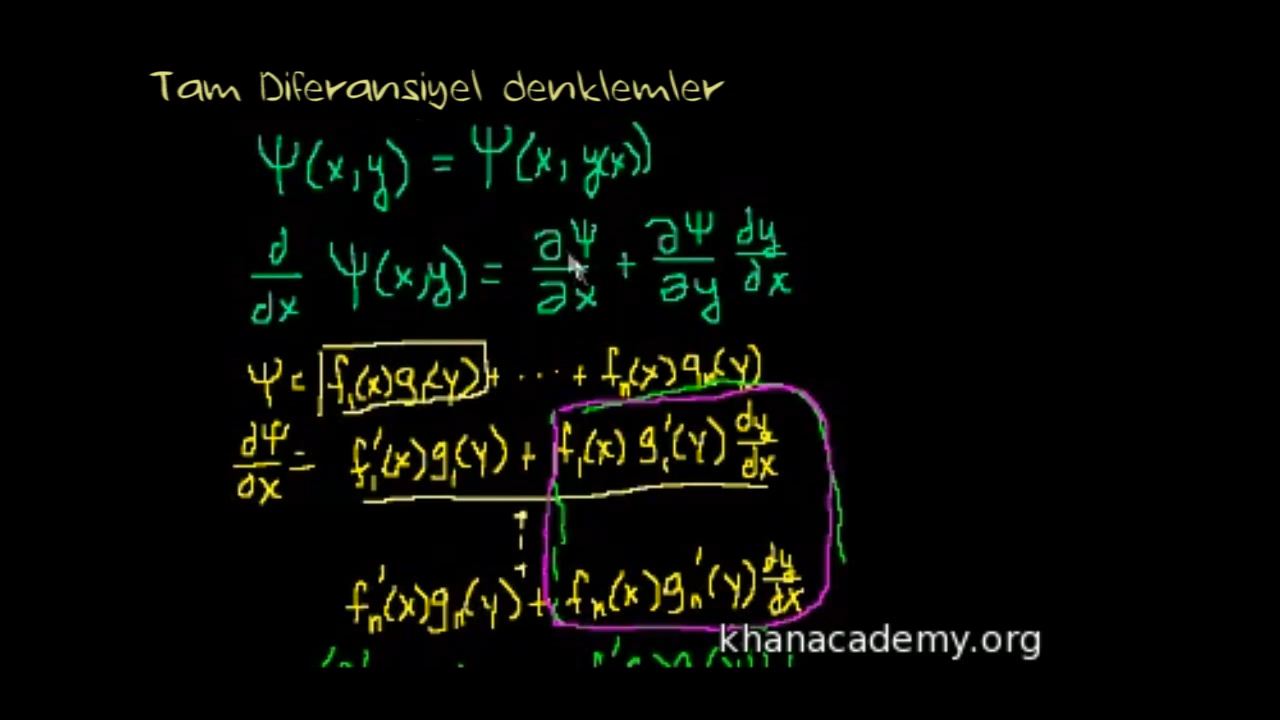 Tam Diferansiyel denklemler
Ψ(x,y) = Ψ(x, y(x))
d/dx Ψ(x,y) = ∂Ψ/∂x + ∂Ψ/∂y dy/dx
Ψ = f₁(x)g₁(y) + ... + fₙ(x)gₙ(y)
dΨ/dx = f₁'(x)g₁(y) + f₁(x)g₁'(y) dy/dx
fₙ'(x)gₙ(y) + fₙ(x)gₙ'(y) dy/dx
khanacademy.org